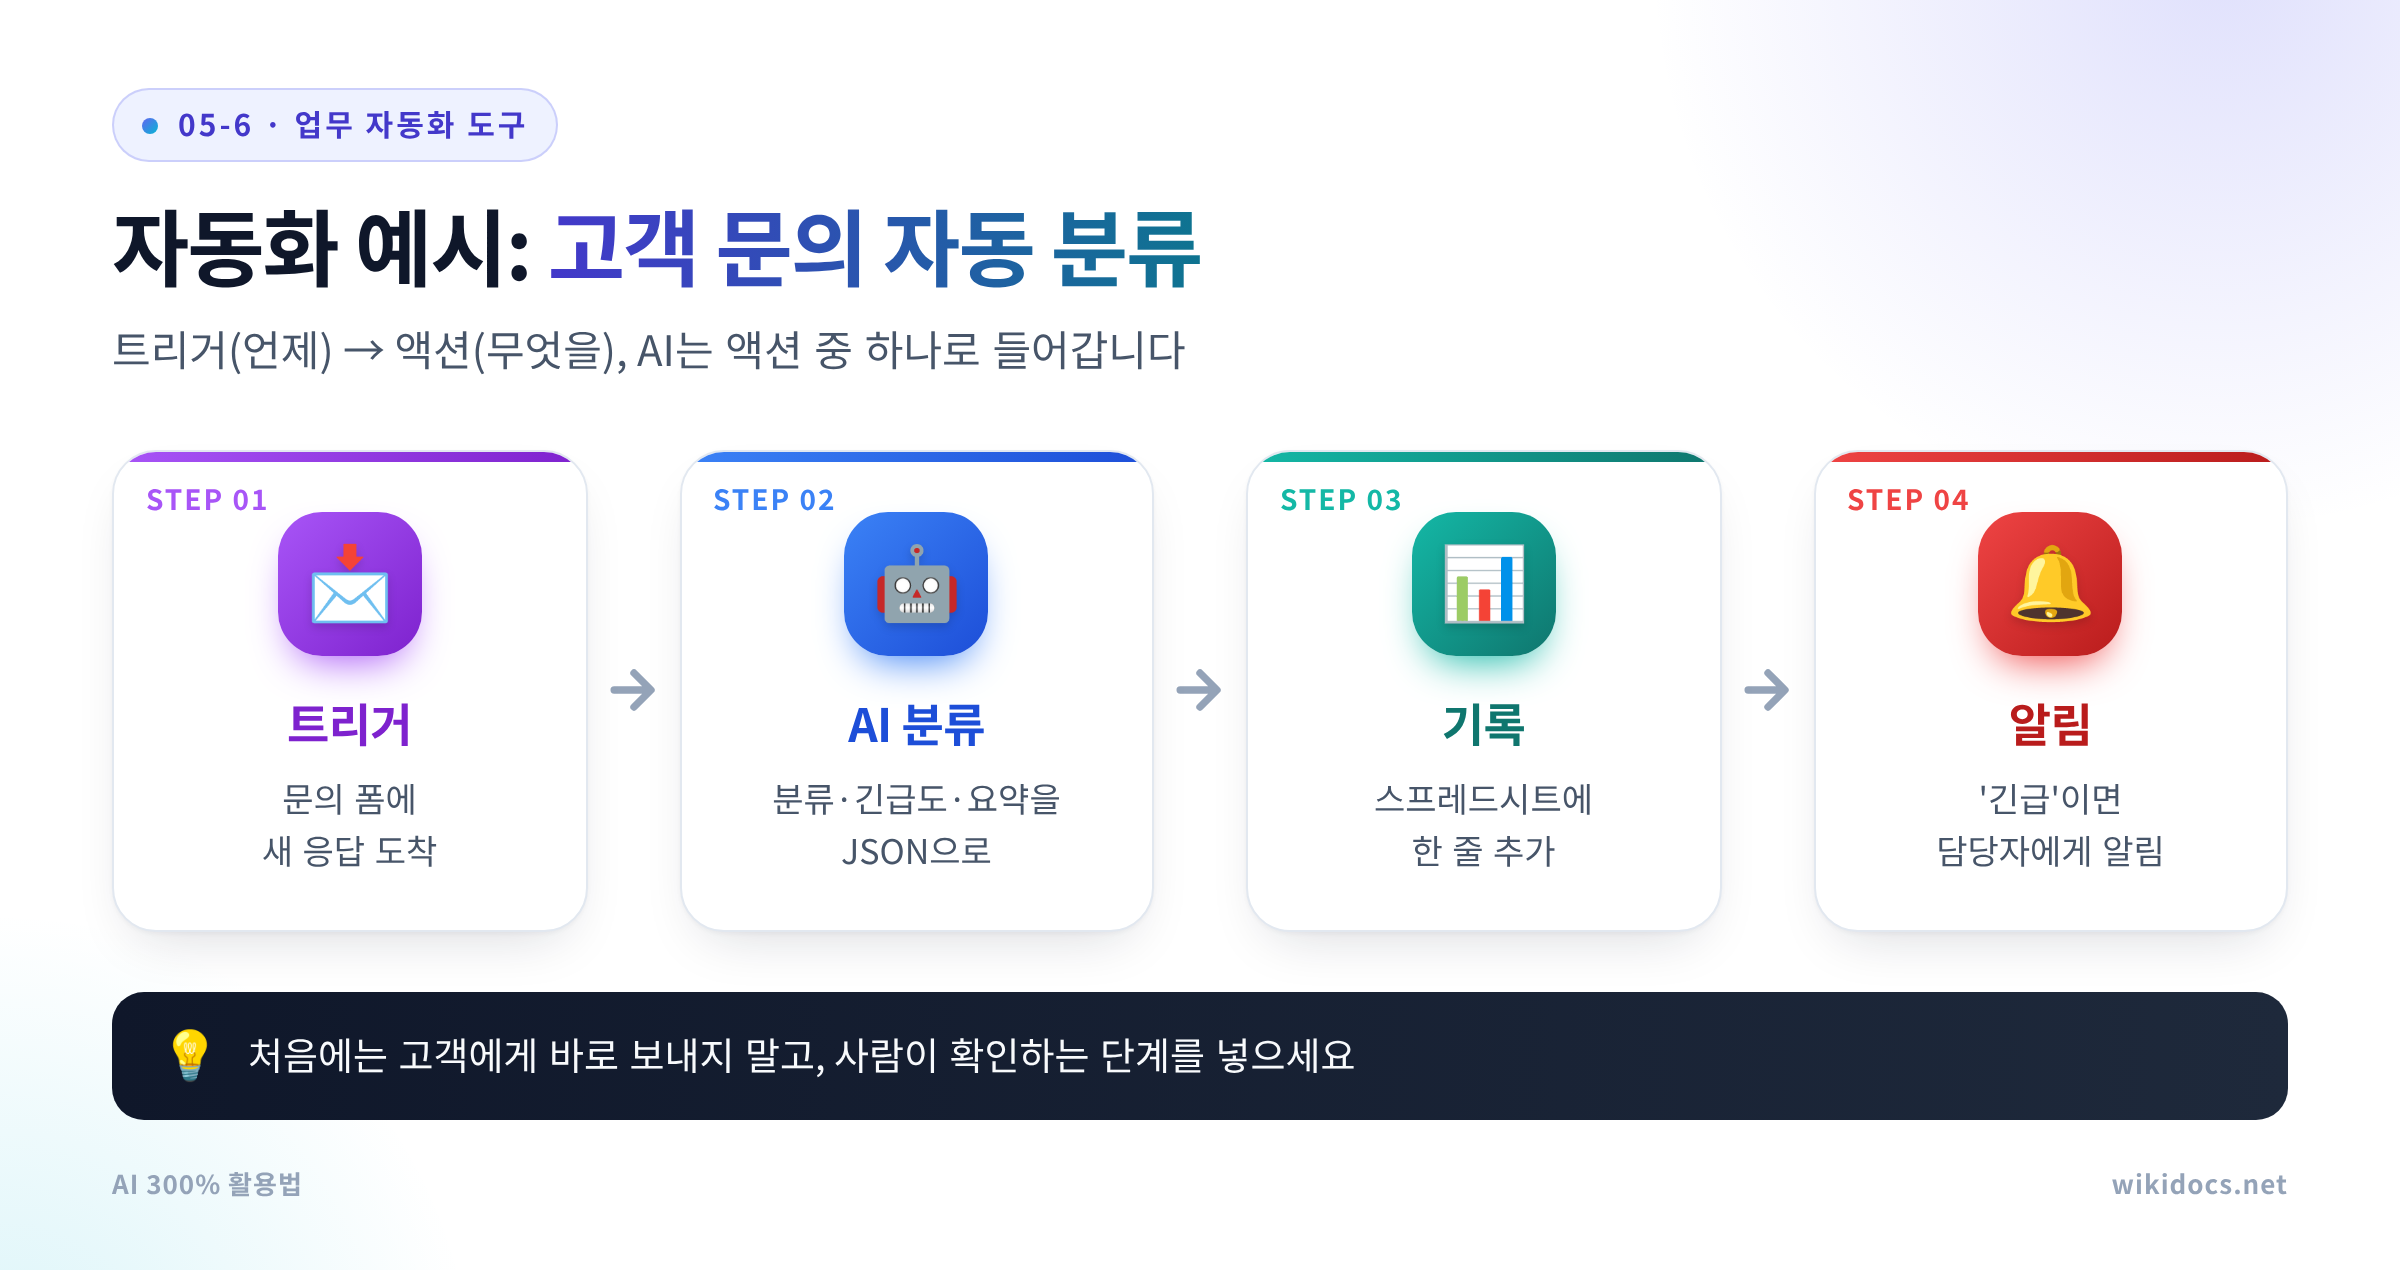 05-6 · 업무 자동화 도구
자동화 예시: 고객 문의 자동 분류
트리거(언제) → 액션(무엇을), AI는 액션 중 하나로 들어갑니다
STEP 01
트리거
문의 폼에
새 응답 도착
STEP 02
AI 분류
분류·긴급도·요약을
JSON으로
STEP 03
기록
스프레드시트에
한 줄 추가
STEP 04
알림
'긴급'이면
담당자에게 알림
처음에는 고객에게 바로 보내지 말고, 사람이 확인하는 단계를 넣으세요
AI 300% 활용법
wikidocs.net